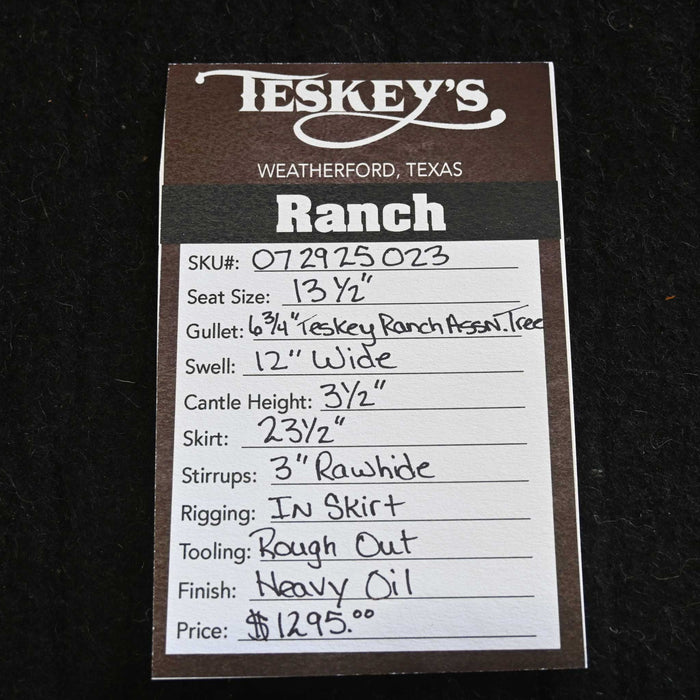 TESKEY'S
WEATHERFORD, TEXAS
Ranch
SKU#: 072925023
Seat Size: 13 1/2"
Gullet: 6 3/4" Teskey Ranch Assn. Tree
Swell: 12" Wide
Cantle Height: 3 1/2"
Skirt: 23 1/2"
Stirrups: 3" Rawhide
Rigging: In Skirt
Tooling: Rough Out
Finish: Heavy Oil
Price: $1295.00